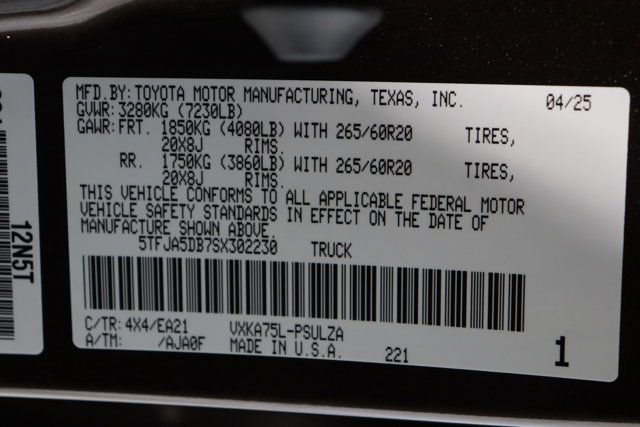 MFD.BY:TOYOTA MOTOR MANUFACTURING, TEXAS, INC. 04/25
GVWR:3280KG (7230LB)
GAWR:FRT. 1850KG (4080LB) WITH 265/60R20 TIRES,
20X8J RIMS.
RR. 1750KG (3860LB) WITH 265/60R20 TIRES,
20X8J RIMS.
THIS VEHICLE CONFORMS TO ALL APPLICABLE FEDERAL MOTOR
VEHICLE SAFETY STANDARDS IN EFFECT ON THE DATE OF
MANUFACTURE SHOWN ABOVE.
5TFJA5DB7SX302230 TRUCK
C/TR:4X4/EA21 VXKA75L-PSULZA
A/TM: /AJA0F MADE IN U.S.A. 221 1
12N5T